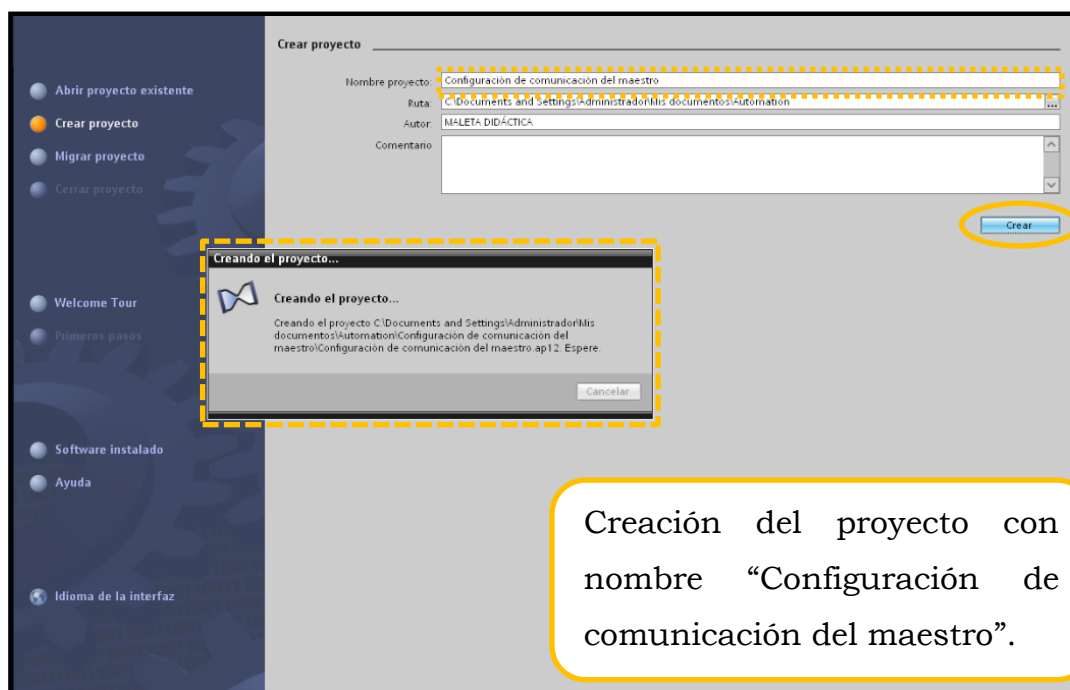 Crear proyecto
Abrir proyecto existente
Crear proyecto
Migrar proyecto
Cerrar proyecto
Welcome Tour
Primeros pasos
Software instalado
Ayuda
Idioma de la interfaz
Nombre proyecto: Configuración de comunicación del maestro
Ruta: C:\Documents and Settings\Administrador\Mis documentos\Automation
...
Autor: MALETA DIDÁCTICA
Comentario
Crear
Creando el proyecto...
Creando el proyecto...
Creando el proyecto C:\Documents and Settings\Administrador\Mis
documentos\Automation\Configuración de comunicación del
maestro\Configuración de comunicación del maestro.ap12. Espere.
Cancelar
Creación del proyecto con
nombre “Configuración de
comunicación del maestro”.